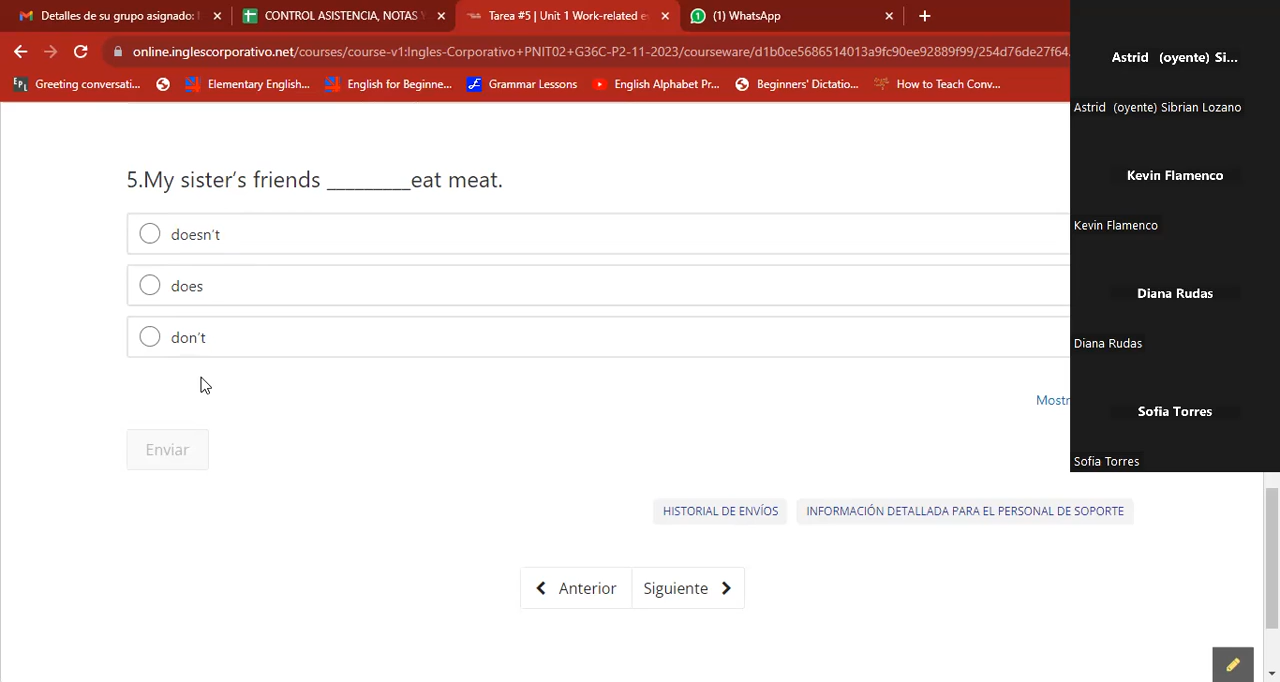 Detalles de su grupo asignado:
CONTROL ASISTENCIA, NOTAS Y
Tarea #5 | Unit 1 Work-related es
(1) WhatsApp
online.inglescorporativo.net/courses/course-v1:Ingles-Corporativo+PNIT02+G36C-P2-11-2023/courseware/d1b0ce5686514013a9fc90ee92889f99/254d76de27f64.
Greeting conversati...
Elementary English...
English for Beginne...
Grammar Lessons
English Alphabet Pr...
Beginners' Dictatio...
How to Teach Conv...
Astrid (oyente) Si...
Astrid (oyente) Sibrian Lozano
Kevin Flamenco
Kevin Flamenco
Diana Rudas
Diana Rudas
Sofia Torres
Sofia Torres
5.My sister's friends _________eat meat.
doesn't
does
don't
Mostr
Enviar
HISTORIAL DE ENVÍOS
INFORMACIÓN DETALLADA PARA EL PERSONAL DE SOPORTE
Anterior
Siguiente